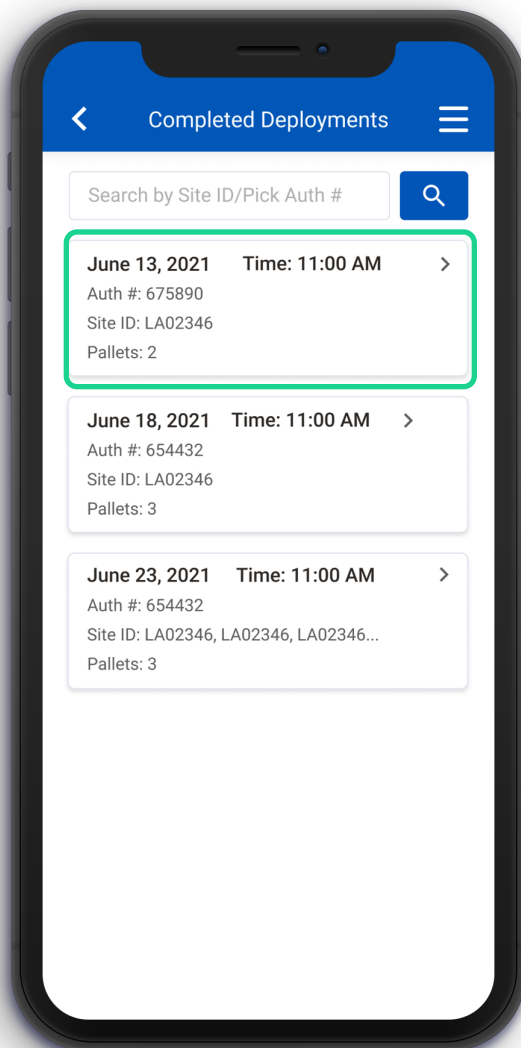 Completed Deployments
Search by Site ID/Pick Auth #
June 13, 2021 Time: 11:00 AM
Auth #: 675890
Site ID: LA02346
Pallets: 2
June 18, 2021 Time: 11:00 AM
Auth #: 654432
Site ID: LA02346
Pallets: 3
June 23, 2021 Time: 11:00 AM
Auth #: 654432
Site ID: LA02346, LA02346, LA02346...
Pallets: 3